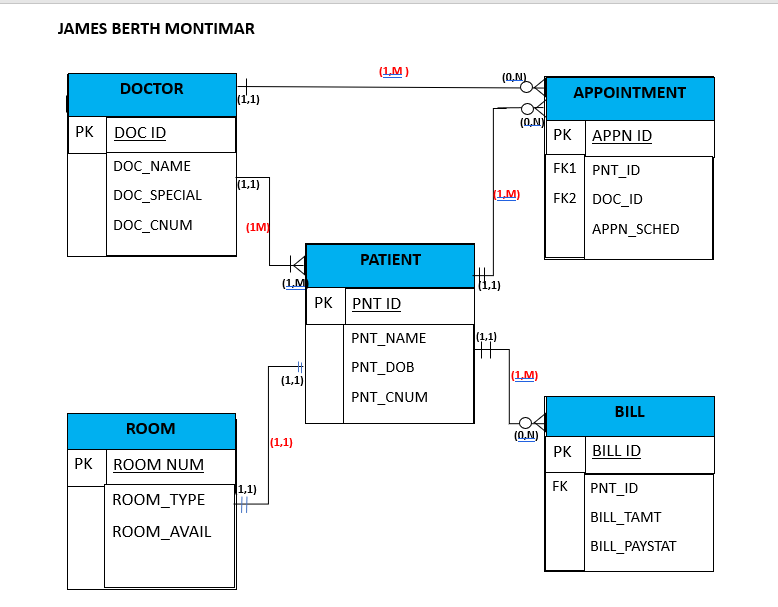 JAMES BERTH MONTIMAR
DOCTOR
PK DOC ID
DOC_NAME
DOC_SPECIAL
DOC_CNUM
(1,1)
(1,M )
(0,N)
APPOINTMENT
PK APPN ID
FK1 PNT_ID
FK2 DOC_ID
APPN_SCHED
(0,N)
(1,M)
(1,1)
(1,1)
(1M)
(1,M)
PATIENT
PK PNT ID
PNT_NAME
PNT_DOB
PNT_CNUM
(1,1)
(1,M)
(0,N)
BILL
PK BILL ID
FK PNT_ID
BILL_TAMT
BILL_PAYSTAT
(1,1)
(1,1)
(1,1)
ROOM
PK ROOM NUM
ROOM_TYPE
ROOM_AVAIL